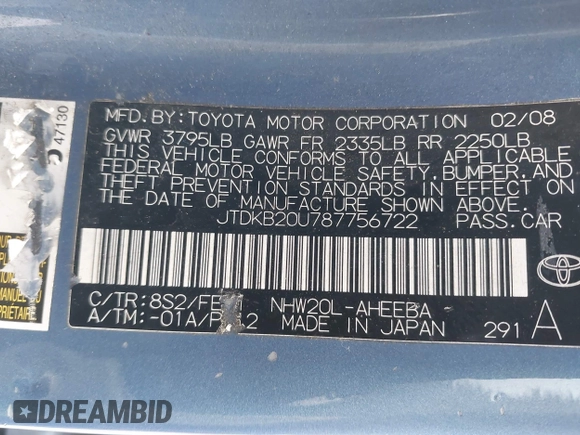 MFD.BY:TOYOTA MOTOR CORPORATION 02/08
GVWR 3795LB GAWR FR 2335LB RR 2250LB
THIS VEHICLE CONFORMS TO ALL APPLICABLE
FEDERAL MOTOR VEHICLE SAFETY,BUMPER,AND
THEFT PREVENTION STANDARDS IN EFFECT ON
THE DATE OF MANUFACTURE SHOWN ABOVE.
JTDKB20U787756722 PASS.CAR
C/TR:8S2/FE NHW20L-AHEEBA
A/TM:-01A/P 2 MADE IN JAPAN 291 A
47130
TOYOTA
DREAMBID